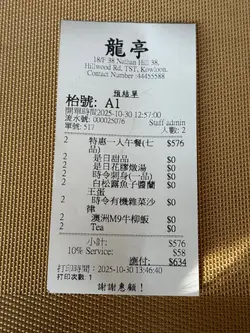 龍亭
18/F 38 Nathan Hill 38,
Hillwood Rd, TST, Kowloon.
Contact Number :44455588
預結單
枱號: A1
開單時間2025-10-30 12:57:00
流水號: 000025076 Staff admin
單號: 517 人數: 2
2 特惠一人午餐(七品) $576
2 是日甜品 $0
2 是日花膠燉湯 $0
2 時令刺身(一品) $0
2 白松露魚子醬蘭王蛋 $0
2 時令有機雜菜沙律 $0
2 澳洲M9牛柳飯 $0
2 Tea $0
小計: $576
10% Service: $58
應付: $634
打印時間: 2025-10-30 13:46:40
打印次數: 1
謝謝惠顧!